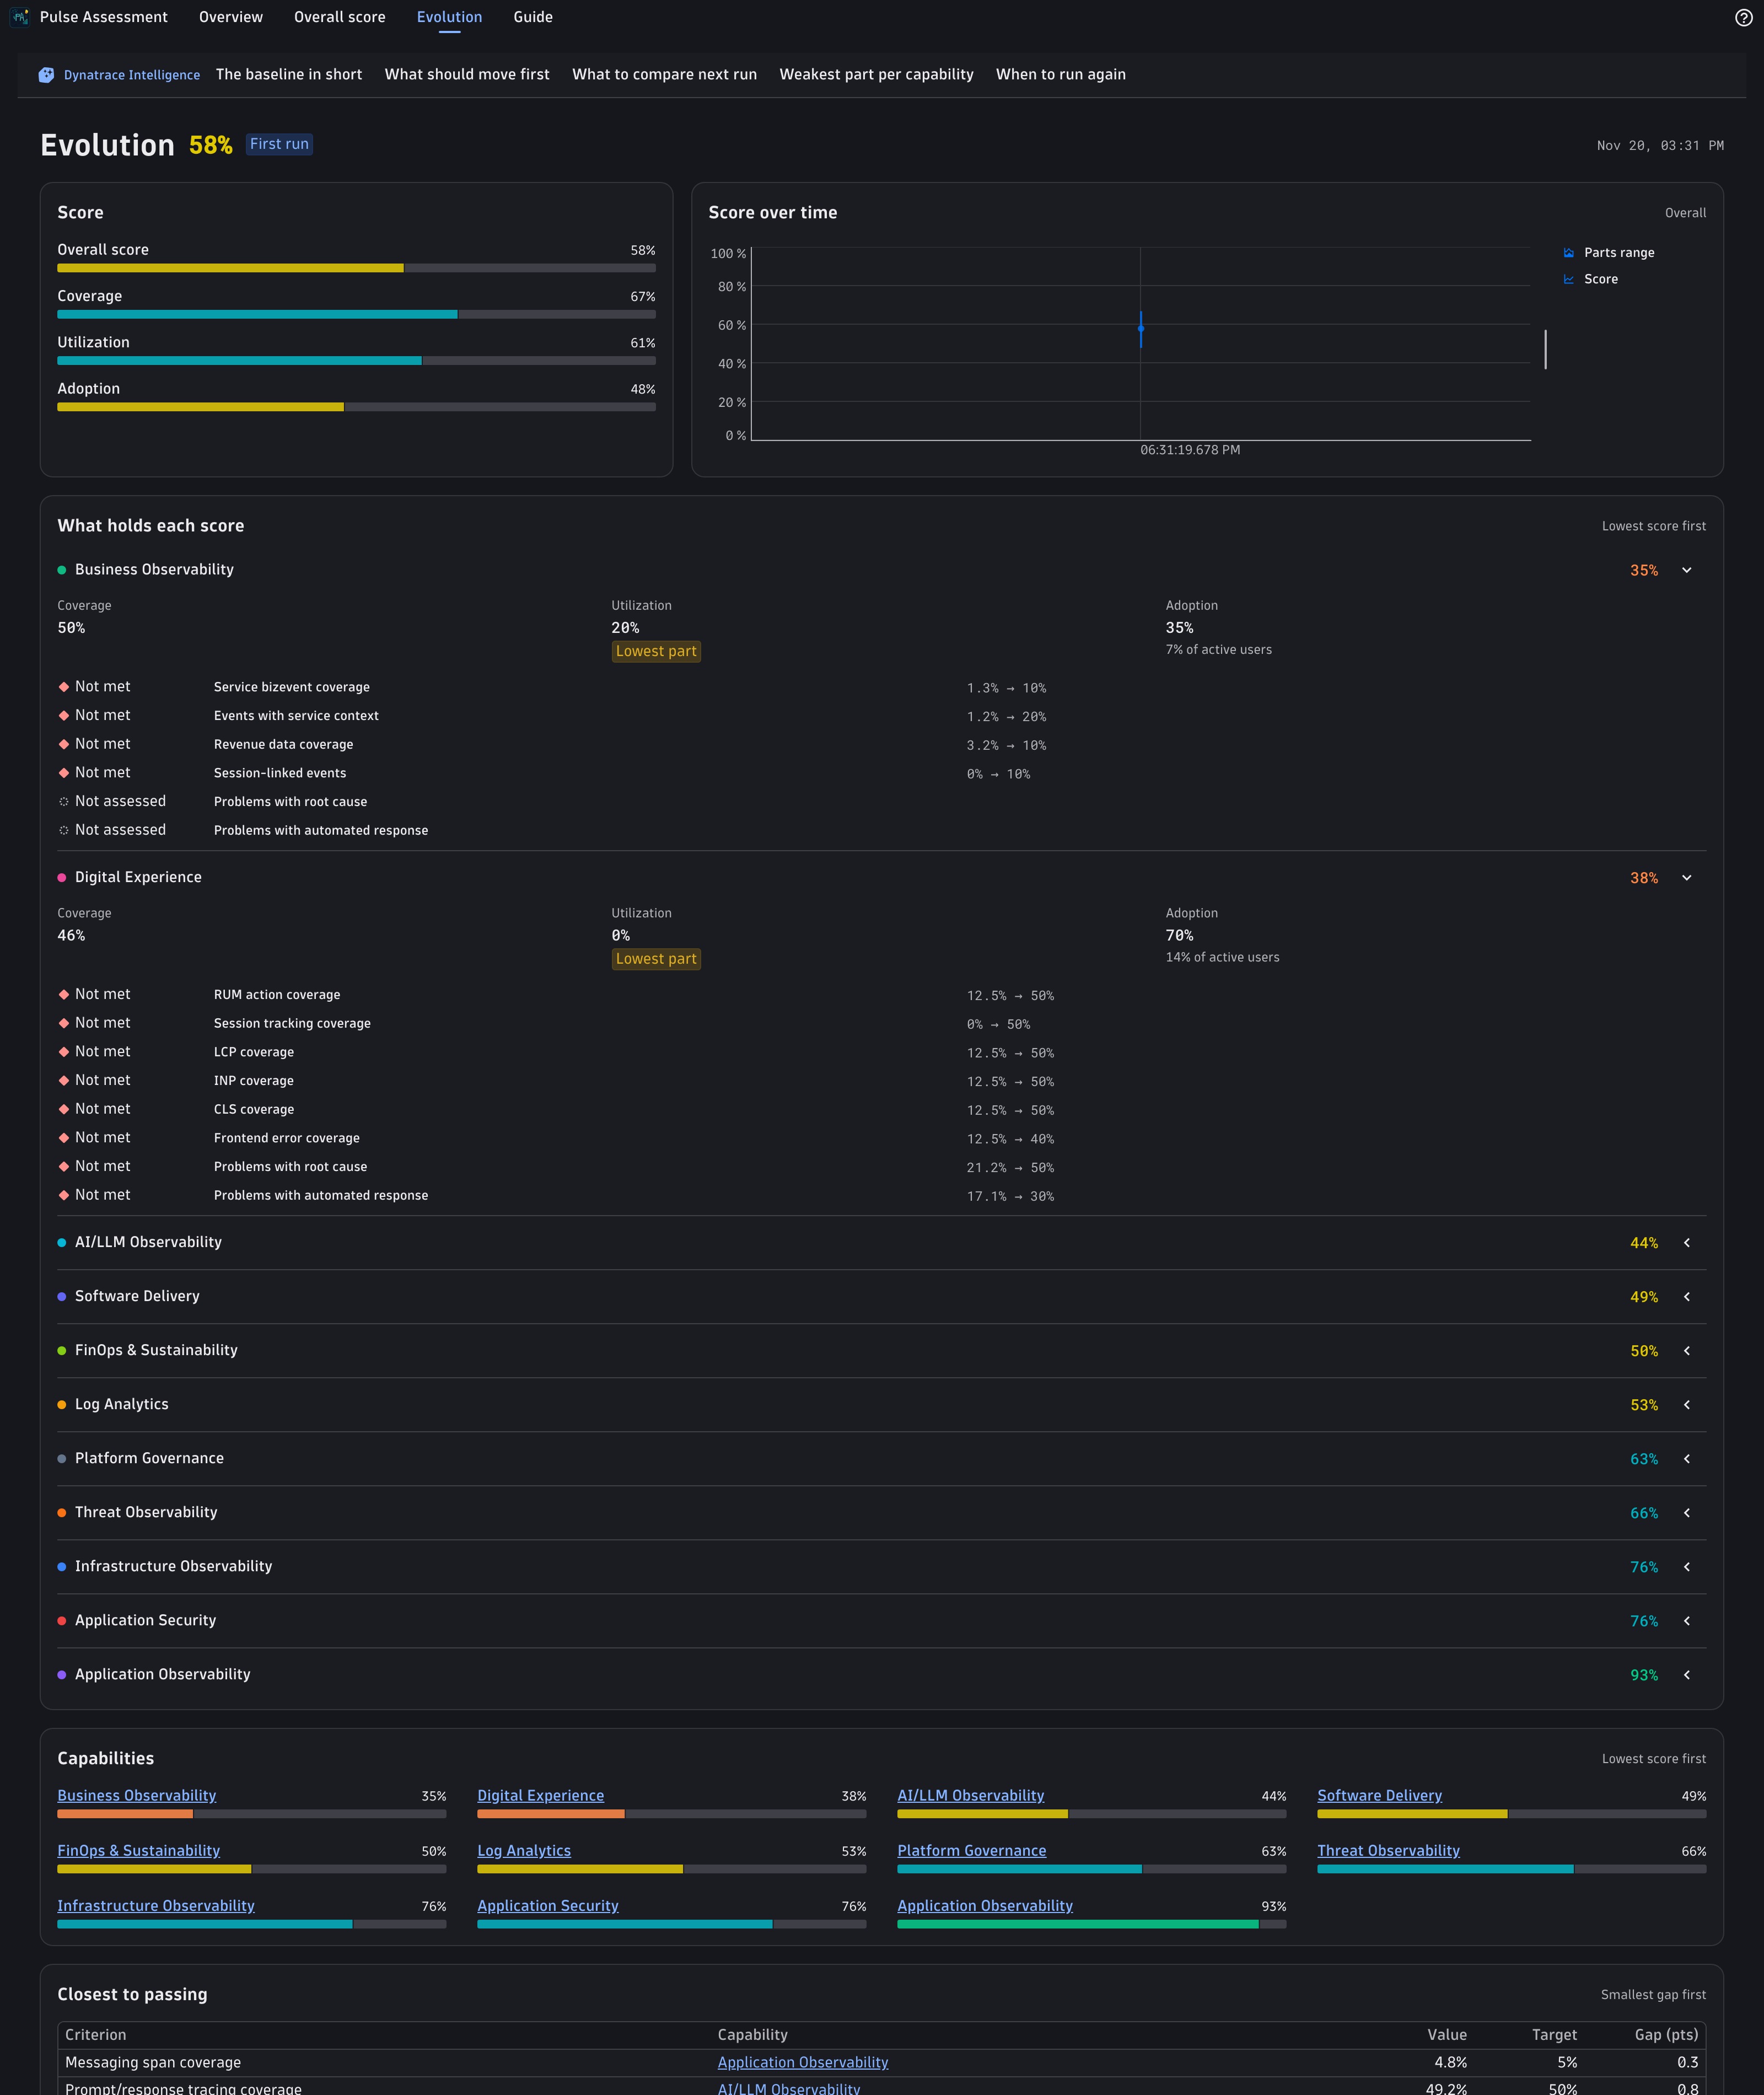 Pulse Assessment Overview Overall score Evolution Guide
Dynatrace Intelligence The baseline in short What should move first What to compare next run Weakest part per capability When to run again
Evolution 58% First run Nov 20, 03:31 PM
Score
Overall score 58%
Coverage 67%
Utilization 61%
Adoption 48%
Score over time Overall
100 %
80 %
60 %
40 %
20 %
0 %
06:31:19.678 PM
Parts range
Score
What holds each score Lowest score first
Business Observability 35%
Coverage Utilization Adoption
50% 20% 35%
Lowest part 7% of active users
Not met Service bizevent coverage 1.3% → 10%
Not met Events with service context 1.2% → 20%
Not met Revenue data coverage 3.2% → 10%
Not met Session-linked events 0% → 10%
Not assessed Problems with root cause
Not assessed Problems with automated response
Digital Experience 38%
Coverage Utilization Adoption
46% 0% 70%
Lowest part 14% of active users
Not met RUM action coverage 12.5% → 50%
Not met Session tracking coverage 0% → 50%
Not met LCP coverage 12.5% → 50%
Not met INP coverage 12.5% → 50%
Not met CLS coverage 12.5% → 50%
Not met Frontend error coverage 12.5% → 40%
Not met Problems with root cause 21.2% → 50%
Not met Problems with automated response 17.1% → 30%
AI/LLM Observability 44%
Software Delivery 49%
FinOps & Sustainability 50%
Log Analytics 53%
Platform Governance 63%
Threat Observability 66%
Infrastructure Observability 76%
Application Security 76%
Application Observability 93%
Capabilities Lowest score first
Business Observability 35% Digital Experience 38% AI/LLM Observability 44% Software Delivery 49%
FinOps & Sustainability 50% Log Analytics 53% Platform Governance 63% Threat Observability 66%
Infrastructure Observability 76% Application Security 76% Application Observability 93%
Closest to passing Smallest gap first
Criterion Capability Value Target Gap (pts)
Messaging span coverage Application Observability 4.8% 5% 0.3
Prompt/response tracing coverage AI/LLM Observability 49.2% 50% 0.8